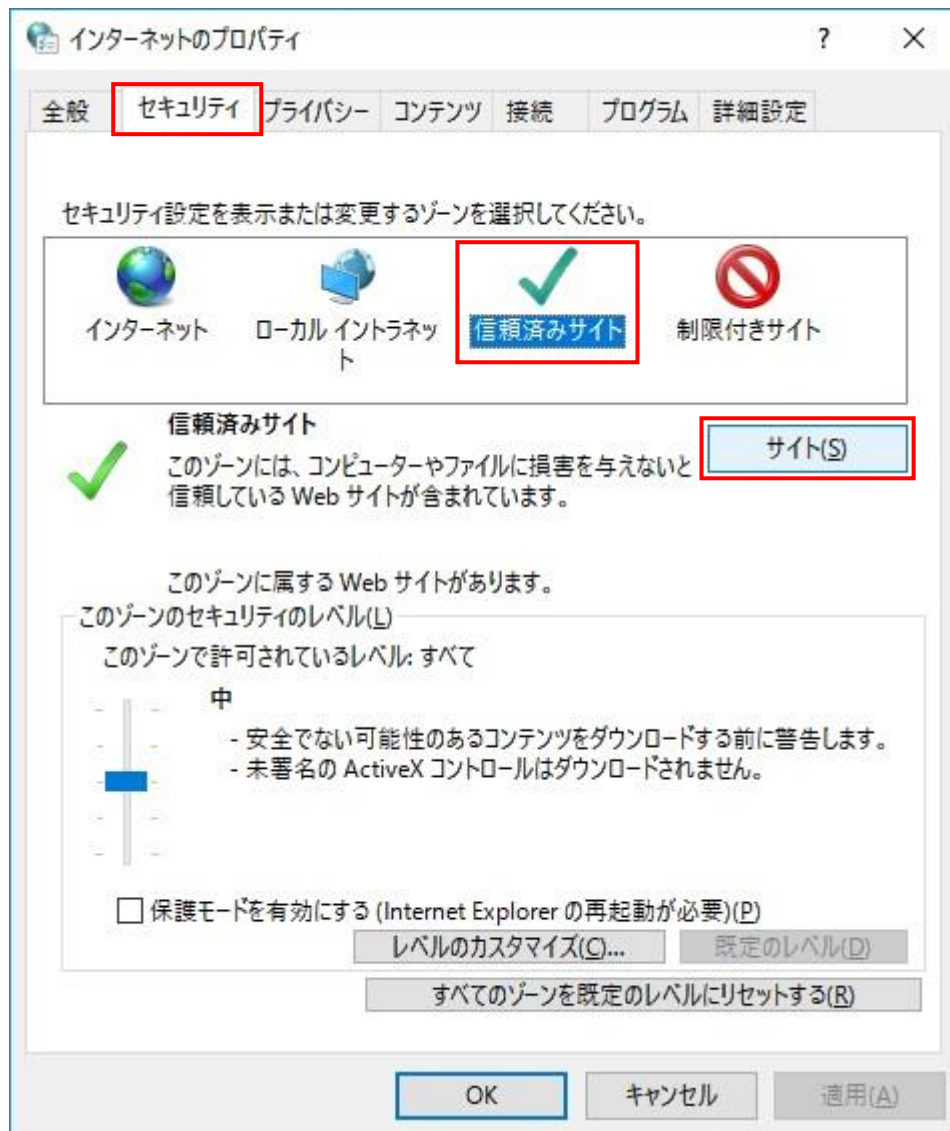 インターネットのプロパティ ? ×
全般 セキュリティ プライバシー コンテンツ 接続 プログラム 詳細設定
セキュリティ設定を表示または変更するゾーンを選択してください。
インターネット ローカル イントラネッ 信頼済みサイト 制限付きサイト
ト
信頼済みサイト
サイト(S)
このゾーンには、コンピューターやファイルに損害を与えないと
信頼している Web サイトが含まれています。
このゾーンに属する Web サイトがあります。
このゾーンのセキュリティのレベル(L)
このゾーンで許可されているレベル: すべて
中
- 安全でない可能性のあるコンテンツをダウンロードする前に警告します。
- 未署名の ActiveX コントロールはダウンロードされません。
保護モードを有効にする (Internet Explorer の再起動が必要)(P)
レベルのカスタマイズ(C)... 既定のレベル(D)
すべてのゾーンを既定のレベルにリセットする(R)
OK キャンセル 適用(A)